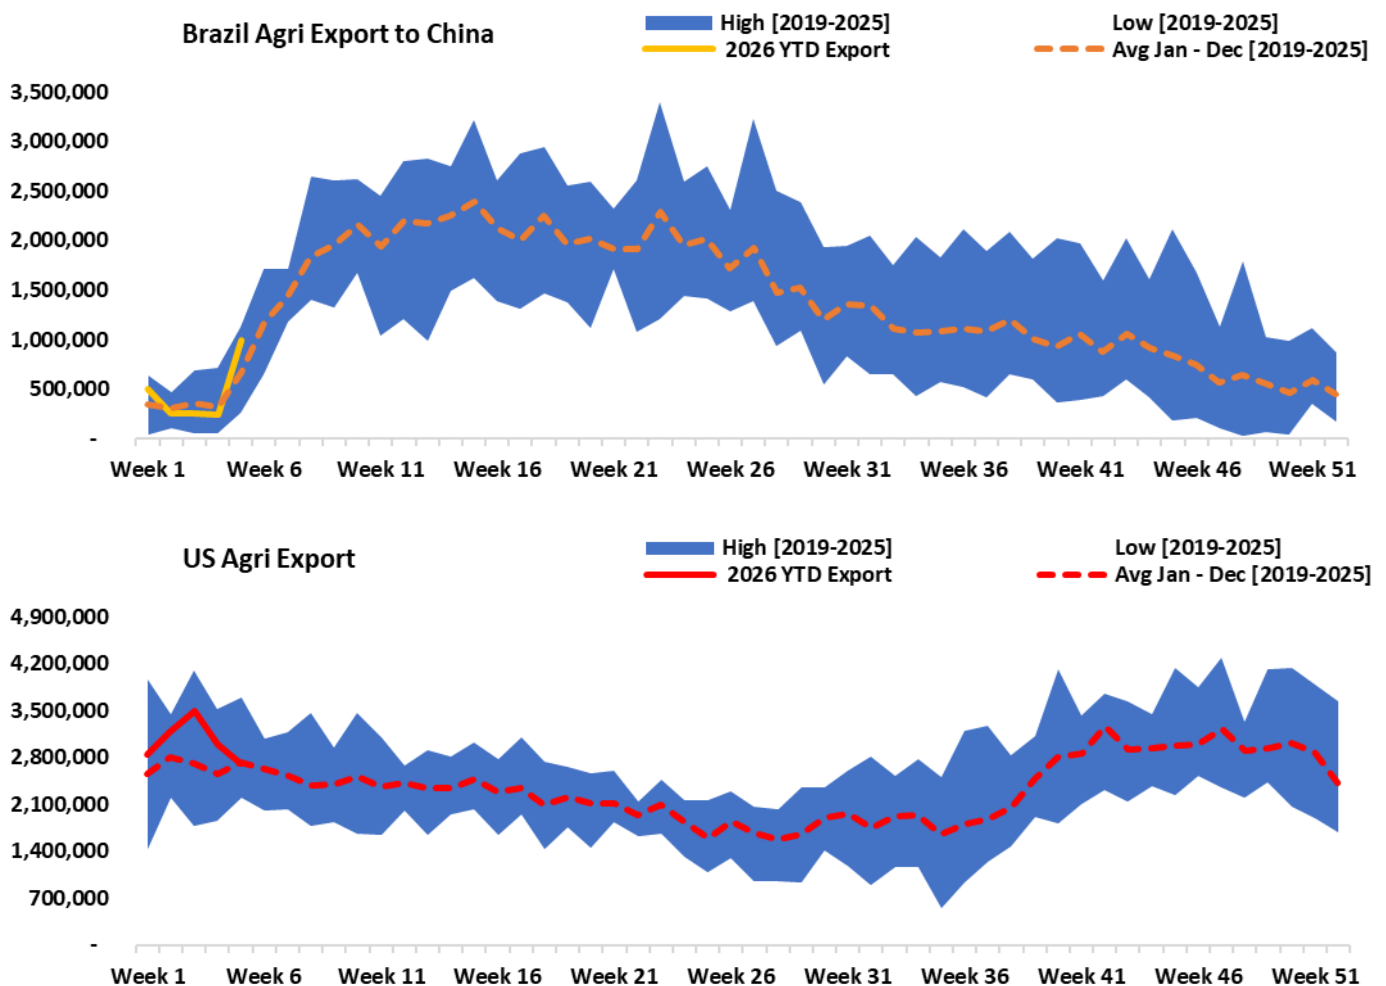 Brazil Agri Export to China
High [2019-2025]
Low [2019-2025]
2026 YTD Export
Avg Jan - Dec [2019-2025]
3,500,000
3,000,000
2,500,000
2,000,000
1,500,000
1,000,000
500,000
-
Week 1 Week 6 Week 11 Week 16 Week 21 Week 26 Week 31 Week 36 Week 41 Week 46 Week 51
US Agri Export
High [2019-2025]
Low [2019-2025]
2026 YTD Export
Avg Jan - Dec [2019-2025]
4,900,000
4,200,000
3,500,000
2,800,000
2,100,000
1,400,000
700,000
-
Week 1 Week 6 Week 11 Week 16 Week 21 Week 26 Week 31 Week 36 Week 41 Week 46 Week 51